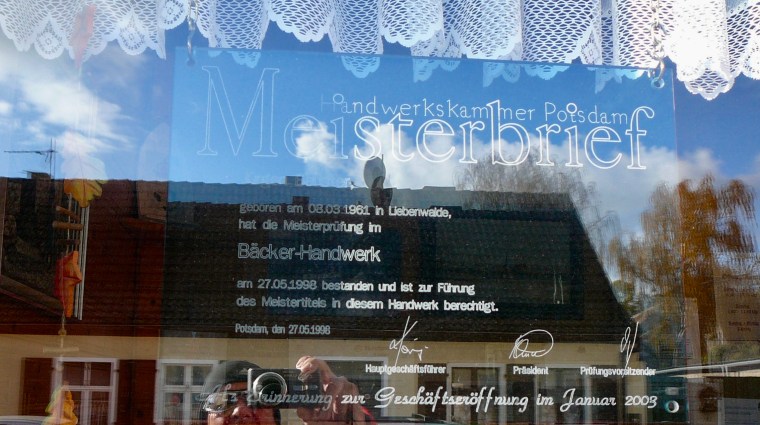 Handwerkskammer Potsdam
Meisterbrief
geboren am 08.03.1961 in Liebenwalde,
hat die Meisterprüfung im
Bäcker-Handwerk
am 27.05.1998 bestanden und ist zur Führung
des Meistertitels in diesem Handwerk berechtigt.
Potsdam, den 27.05.1998
Hauptgeschäftsführer Präsident Prüfungsvorsitzender
Als Erinnerung zur Geschäftseröffnung im Januar 2003